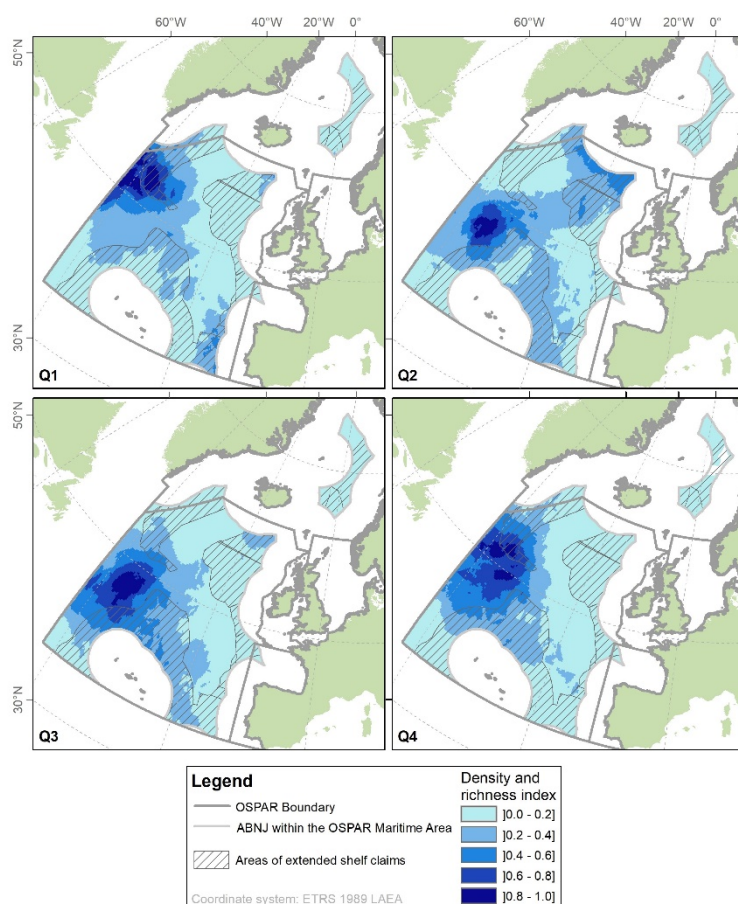 60°W 40°W 20°W 10°W 0°
60°W 40°W 20°W 10°W 0°
50°N
30°N
Q1
Q2
50°N
30°N
Q3
Q4
Legend
OSPAR Boundary
ABNJ within the OSPAR Maritime Area
Areas of extended shelf claims
Coordinate system: ETRS 1989 LAEA
Density and
richness index
]0.0 - 0.2]
]0.2 - 0.4]
]0.4 - 0.6]
]0.6 - 0.8]
]0.8 - 1.0]